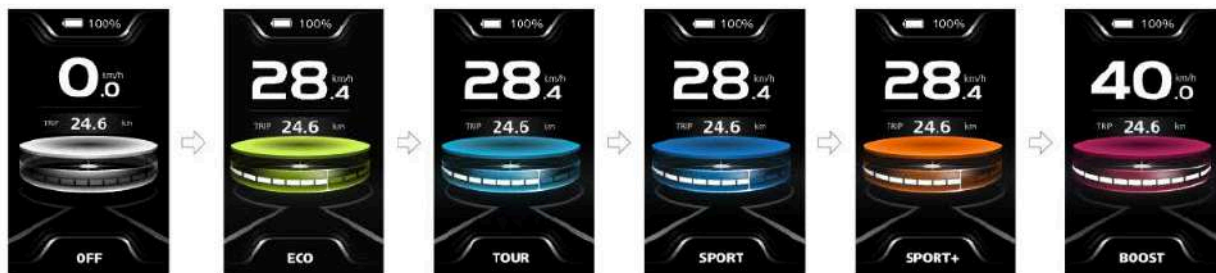 100%
0.0 km/h
TRIP 24.6 km
OFF
100%
28.4 km/h
TRIP 24.6 km
ECO
100%
28.4 km/h
TRIP 24.6 km
TOUR
100%
28.4 km/h
TRIP 24.6 km
SPORT
100%
28.4 km/h
TRIP 24.6 km
SPORT+
100%
40.0 km/h
TRIP 24.6 km
BOOST